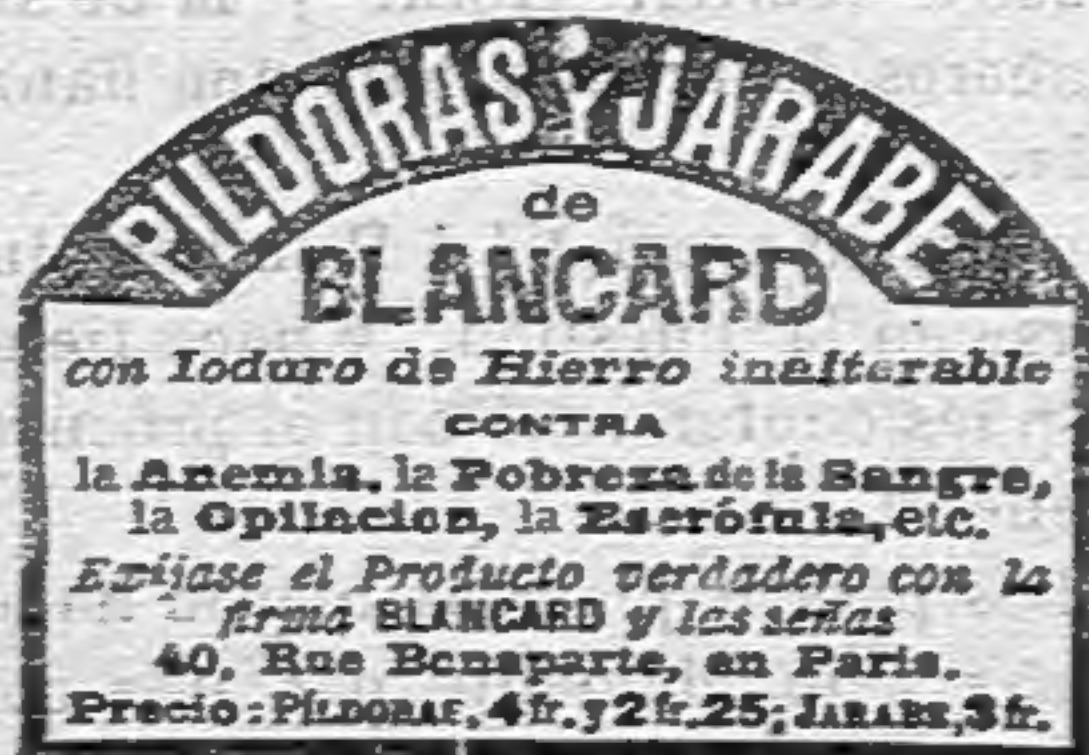 PILDORAS Y JARABE
de
BLANCARD
con Ioduro de Hierro inalterable
CONTRA
la Anemia, la Pobreza de la Sangre,
la Opilacion, la Escrófula, etc.
Exijase el Producto verdadero con la
firma BLANCARD y las señas
40, Rue Bonaparte, en Paris.
Precio: PÍLDORAS, 4 fr. y 2 fr. 25; JARABE, 3 fr.